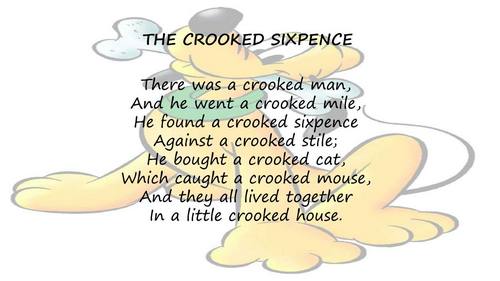 THE CROOKED SIXPENCE
There was a crooked man,
And he went a crooked mile,
He found a crooked sixpence
Against a crooked stile;
He bought a crooked cat,
Which caught a crooked mouse,
And they all lived together
In a little crooked house.